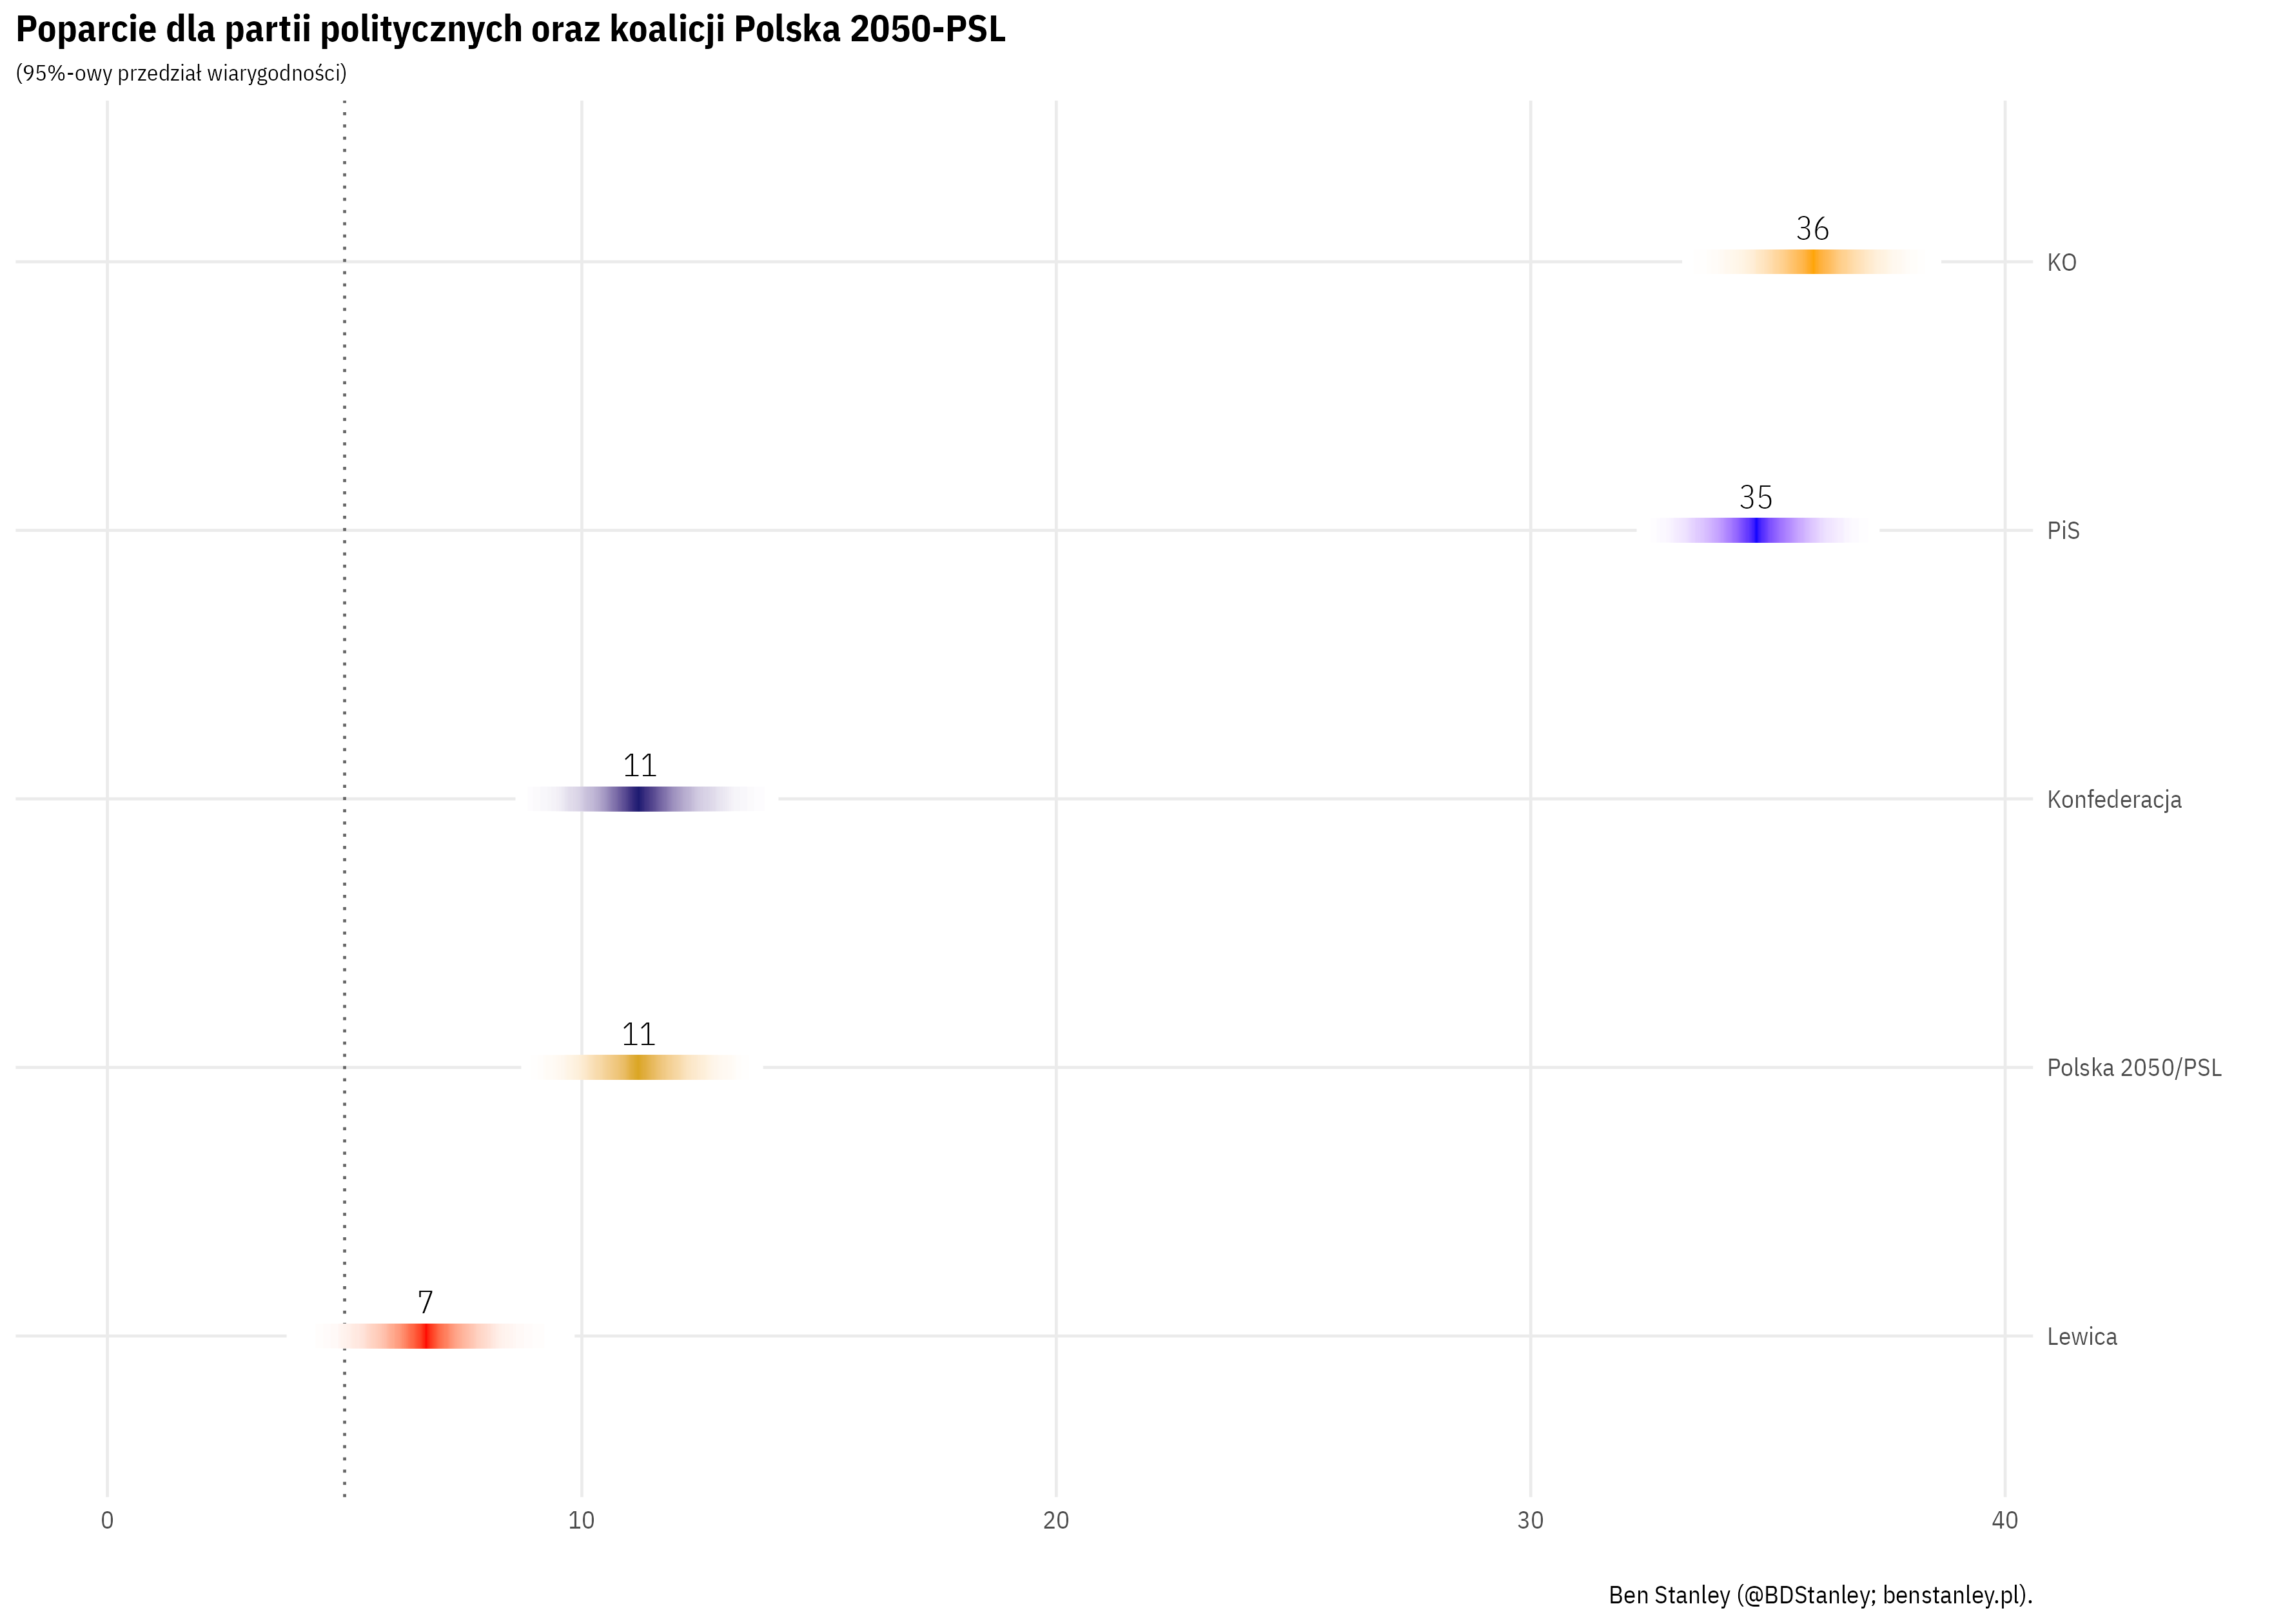 Poparcie dla partii politycznych oraz koalicji Polska 2050-PSL
(95%-owy przedział wiarygodności)
36
KO
35
PiS
11
Konfederacja
11
Polska 2050/PSL
7
Lewica
0 10 20 30 40
Ben Stanley (@BDStanley; benstanley.pl).